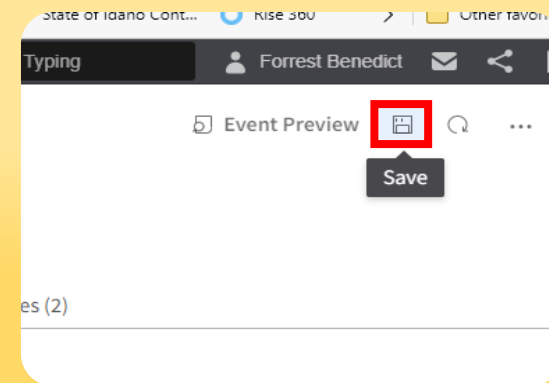 State of Idaho Cont... Rise 360 > Other favori
Typing Forrest Benedict
Event Preview ...
Save
es (2)